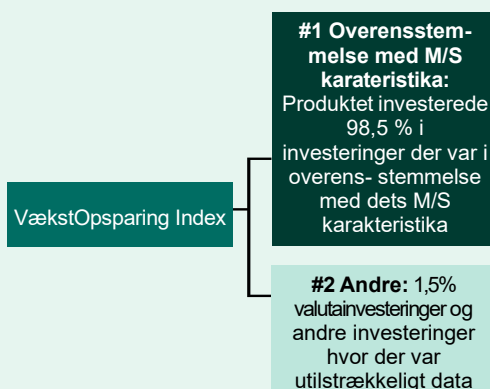 #1 Overensstem-
melse med M/S
karateristika:
Produktet investerede
98,5 % i
investeringer der var i
overens- stemmelse
med dets M/S
karakteristika
VækstOpsparing Index
#2 Andre: 1,5%
valutainvesteringer og
andre investeringer
hvor der var
utilstrækkeligt data